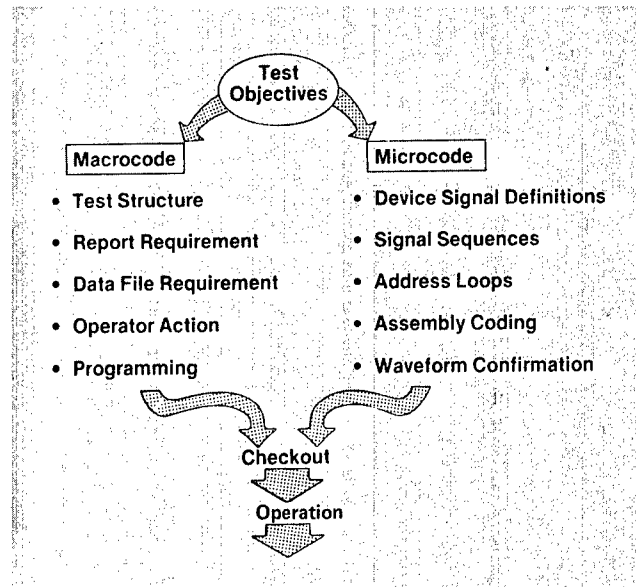 Test
Objectives
Macrocode
• Test Structure
• Report Requirement
• Data File Requirement
• Operator Action
• Programming
Microcode
• Device Signal Definitions
• Signal Sequences
• Address Loops
• Assembly Coding
• Waveform Confirmation
Checkout
Operation